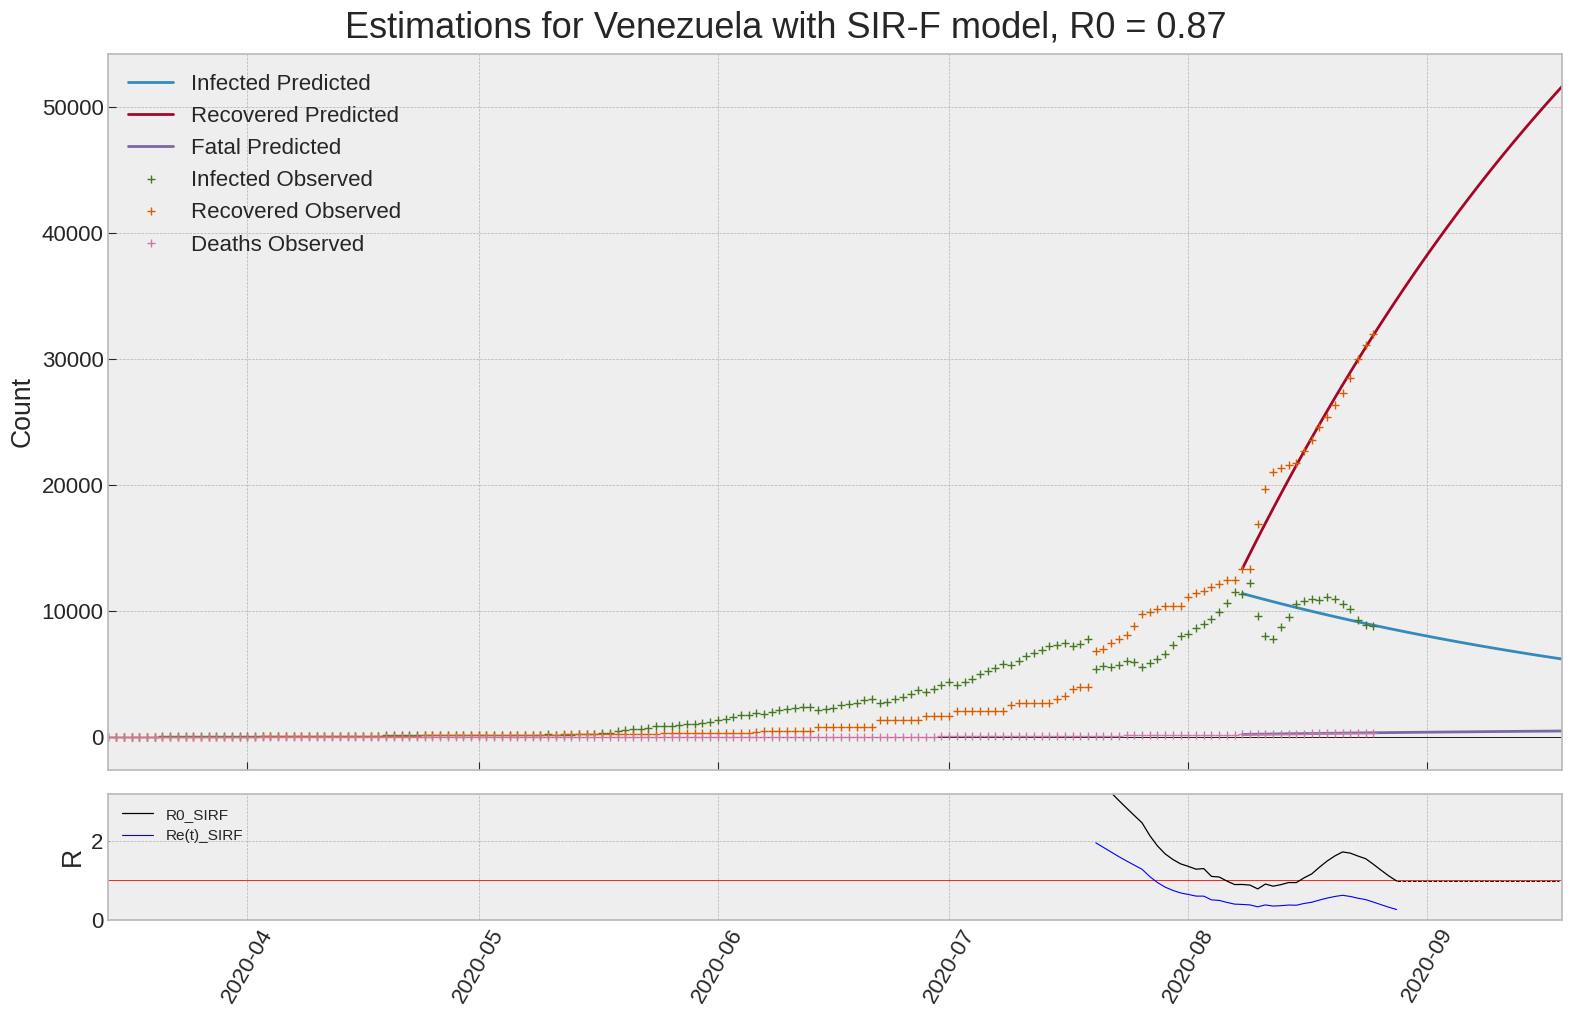 Estimations for Venezuela with SIR-F model, R0 = 0.87
Infected Predicted
Recovered Predicted
Fatal Predicted
Infected Observed
Recovered Observed
Deaths Observed
Count
50000
40000
30000
20000
10000
0
R0_SIRF
Re(t)_SIRF
R
2
0
2020-04
2020-05
2020-06
2020-07
2020-08
2020-09